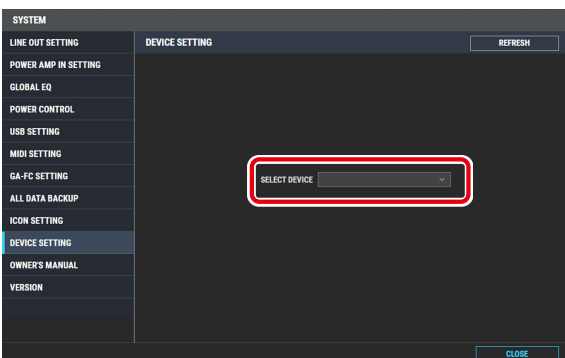 SYSTEM
LINE OUT SETTING
POWER AMP IN SETTING
GLOBAL EQ
POWER CONTROL
USB SETTING
MIDI SETTING
GA-FC SETTING
ALL DATA BACKUP
ICON SETTING
DEVICE SETTING
OWNER'S MANUAL
VERSION
DEVICE SETTING
REFRESH
SELECT DEVICE
CLOSE